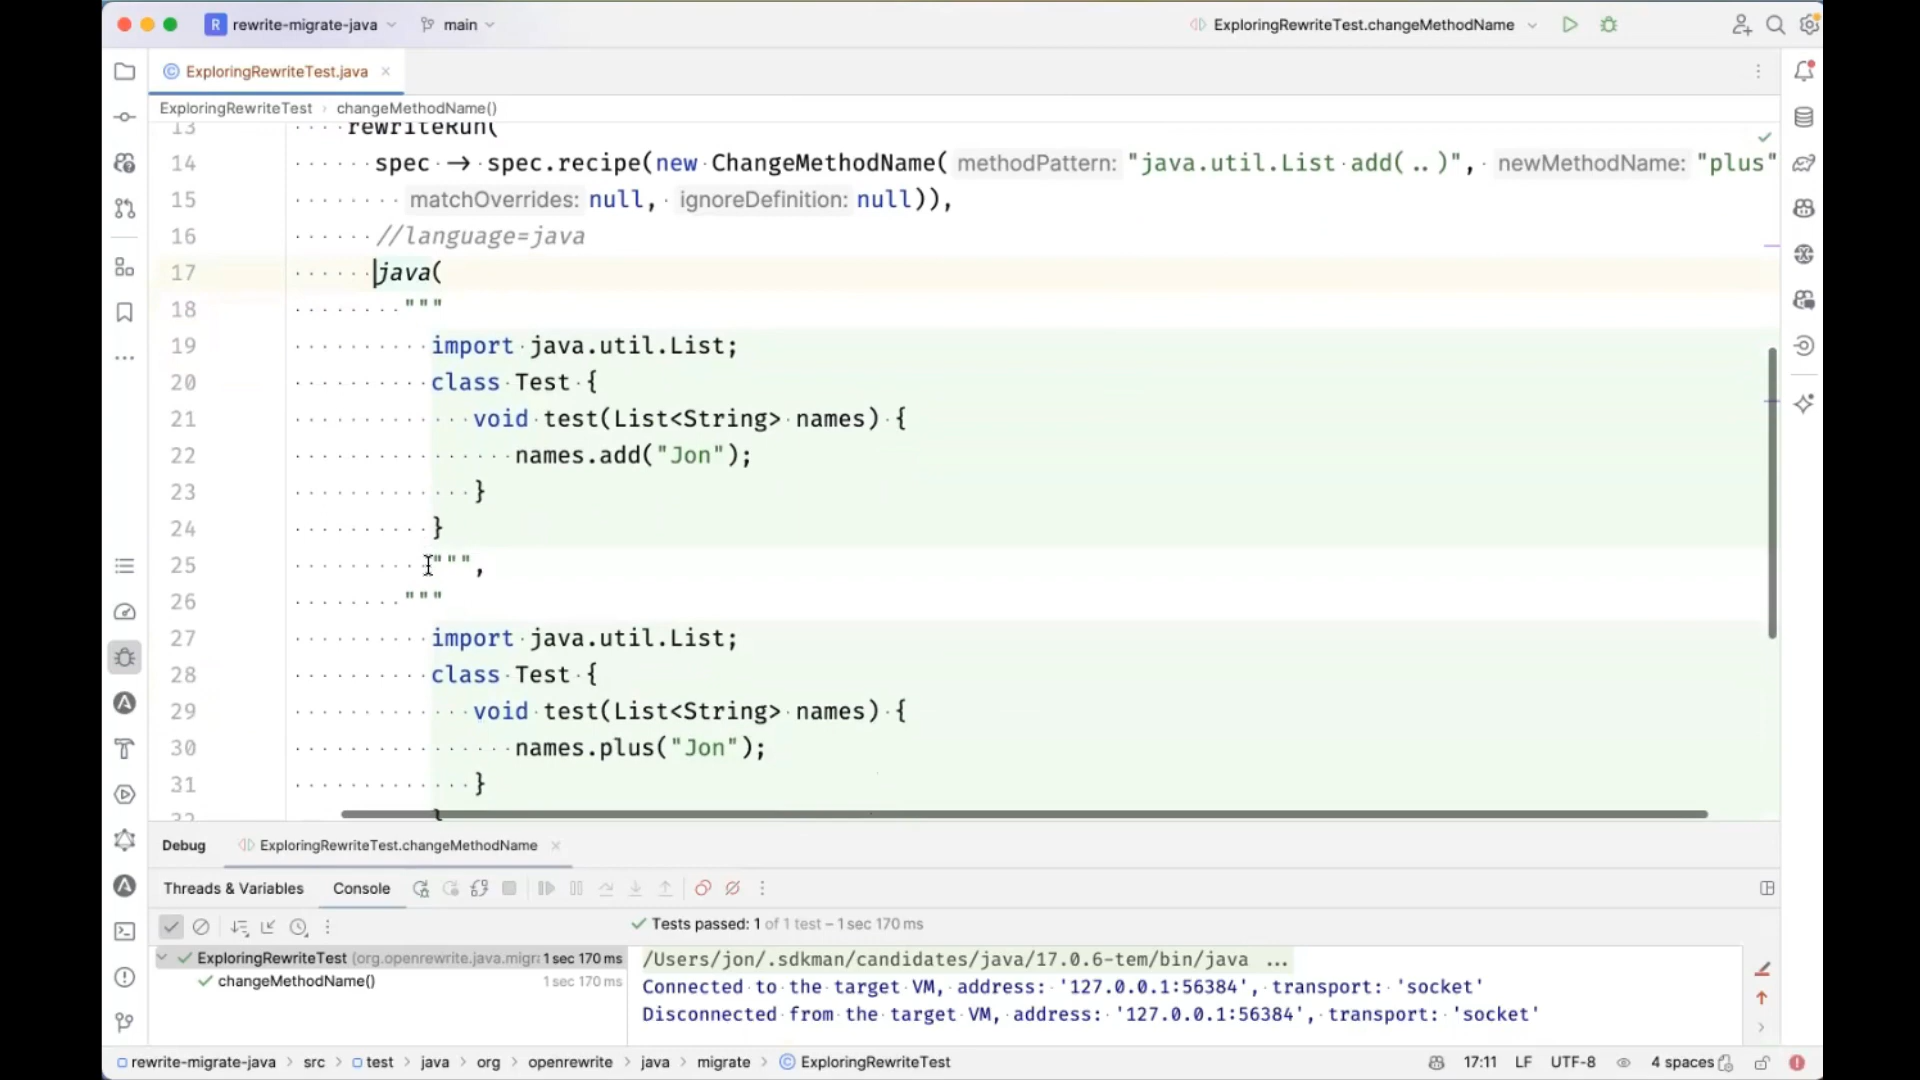 R rewrite-migrate-java main ExploringRewriteTest.changeMethodName
ExploringRewriteTest.java
ExploringRewriteTest changeMethodName()
13 rewriteRun(
14 spec → spec.recipe(new ChangeMethodName( methodPattern: "java.util.List add(..)", newMethodName: "plus"
15 matchOverrides: null, ignoreDefinition: null)),
16 //language=java
17 java(
18 """
19 import java.util.List;
20 class Test {
21 void test(List<String> names) {
22 names.add("Jon");
23 }
24 }
25 """,
26 """
27 import java.util.List;
28 class Test {
29 void test(List<String> names) {
30 names.plus("Jon");
31 }
32 }
Debug ExploringRewriteTest.changeMethodName
Threads & Variables Console
Tests passed: 1 of 1 test – 1 sec 170 ms
ExploringRewriteTest (org.openrewrite.java.migra 1 sec 170 ms
changeMethodName() 1 sec 170 ms
/Users/jon/.sdkman/candidates/java/17.0.6-tem/bin/java ...
Connected to the target VM, address: '127.0.0.1:56384', transport: 'socket'
Disconnected from the target VM, address: '127.0.0.1:56384', transport: 'socket'
rewrite-migrate-java > src > test > java > org > openrewrite > java > migrate > ExploringRewriteTest 17:11 LF UTF-8 4 spaces